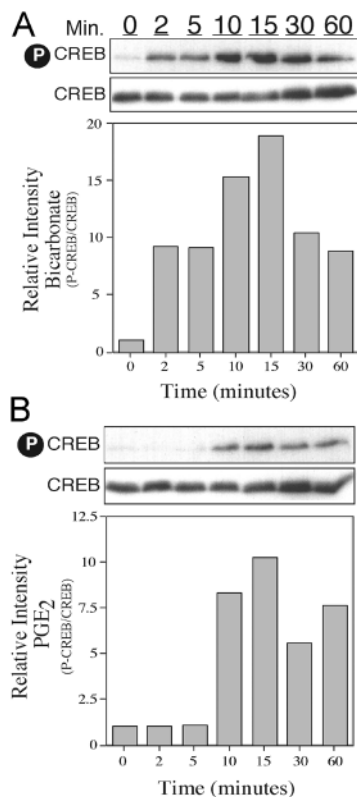 A
Min. 0 2 5 10 15 30 60
P CREB
CREB
20
15
10
5
0
Relative Intensity
Bicarbonate
(P-CREB/CREB)
0 2 5 10 15 30 60
Time (minutes)
B
P CREB
CREB
12.5
10
7.5
5
2.5
0
Relative Intensity
PGE2
(P-CREB/CREB)
0 2 5 10 15 30 60
Time (minutes)